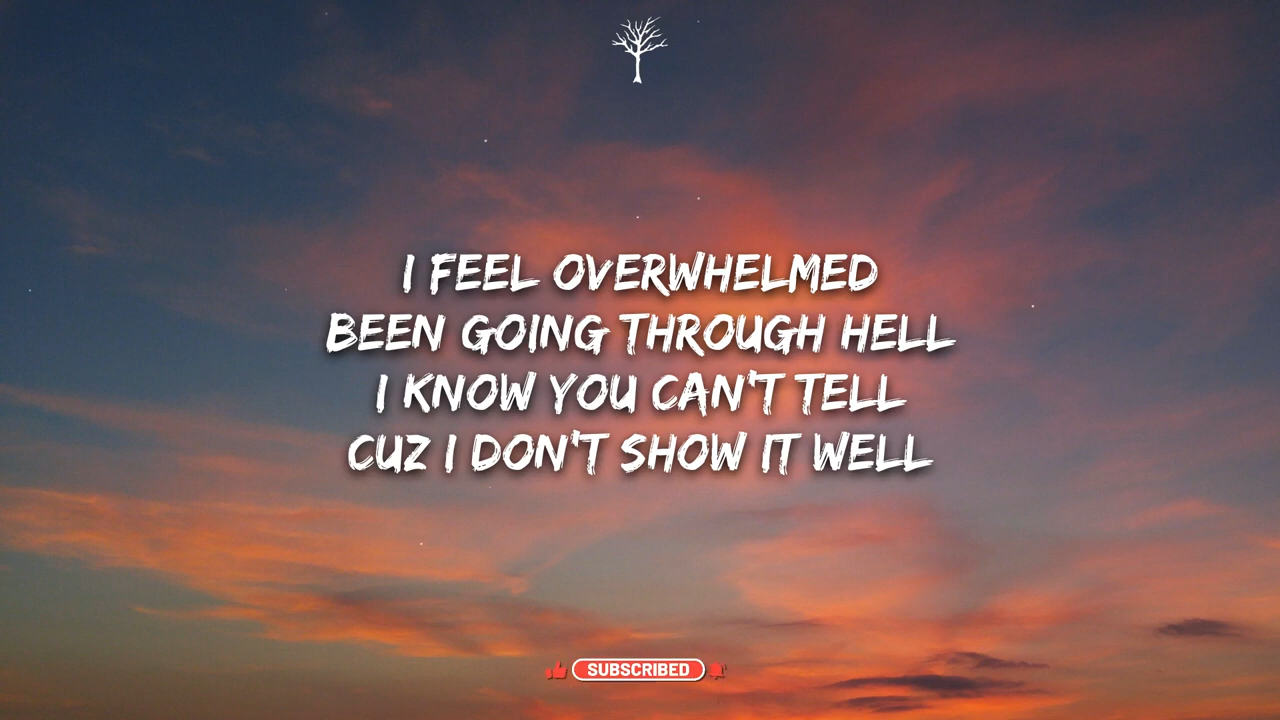 I FEEL OVERWHELMED
BEEN GOING THROUGH HELL
I KNOW YOU CAN'T TELL
CUZ I DON'T SHOW IT WELL
SUBSCRIBED